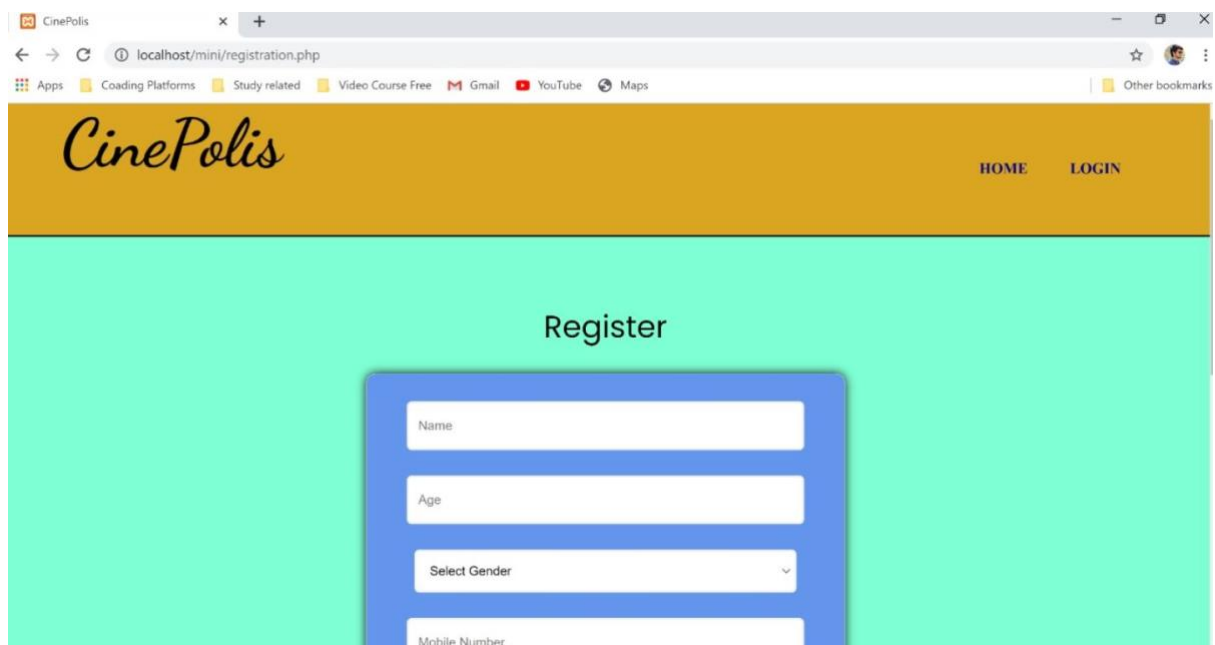 CinePolis
localhost/mini/registration.php
Apps Coading Platforms Study related Video Course Free Gmail YouTube Maps Other bookmarks
CinePolis
HOME LOGIN
Register
Name
Age
Select Gender
Mobile Number